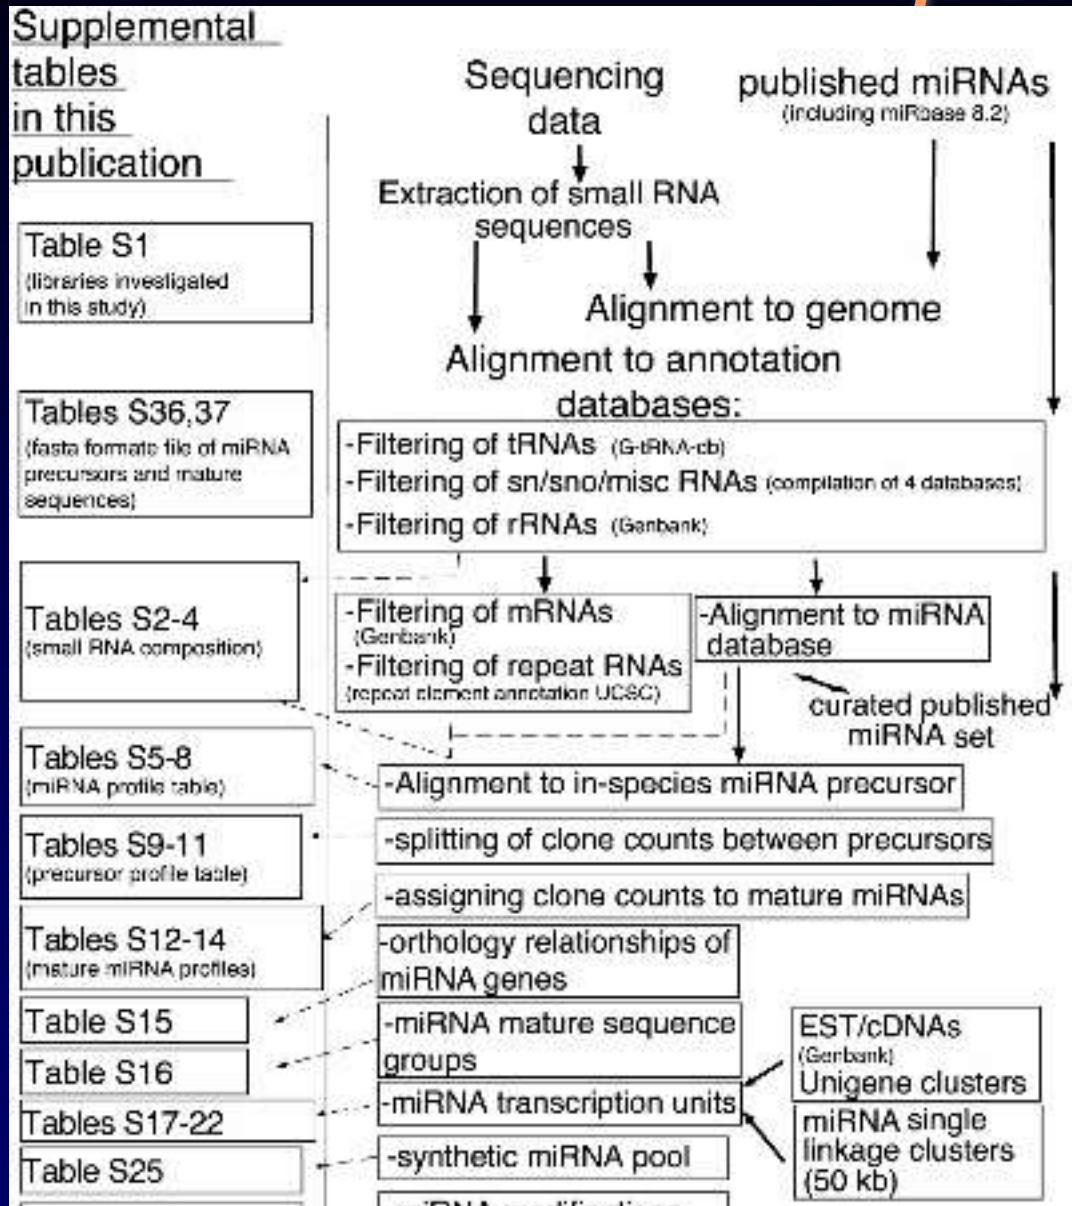 Supplemental
tables
in this
publication
Sequencing
data
published miRNAs
(including miRbase 8.2)
Extraction of small RNA
sequences
Table S1
(libraries investigated
in this study)
Alignment to genome
Alignment to annotation
databases:
Tables S36,37
(fasta formate file of miRNA
precursors and mature
sequences)
-Filtering of tRNAs (G-tRNA-cb)
-Filtering of sn/sno/misc RNAs (compilation of 4 databases)
-Filtering of rRNAs (Genbank)
Tables S2-4
(small RNA composition)
-Filtering of mRNAs
(Genbank)
-Filtering of repeat RNAs
(repeat element annotation UCSC)
-Alignment to miRNA
database
curated published
miRNA set
Tables S5-8
(miRNA profile table)
-Alignment to in-species miRNA precursor
Tables S9-11
(precursor profile table)
-splitting of clone counts between precursors
Tables S12-14
(mature miRNA profiles)
-assigning clone counts to mature miRNAs
-orthology relationships of
miRNA genes
Table S15
-miRNA mature sequence
groups
Table S16
EST/cDNAs
(Genbank)
Unigene clusters
Tables S17-22
-miRNA transcription units
miRNA single
linkage clusters
(50 kb)
Table S25
-synthetic miRNA pool
-miRNA modifications